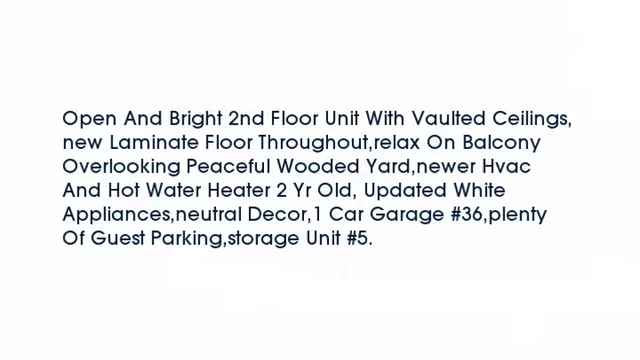 Open And Bright 2nd Floor Unit With Vaulted Ceilings,
new Laminate Floor Throughout,relax On Balcony
Overlooking Peaceful Wooded Yard,newer Hvac
And Hot Water Heater 2 Yr Old, Updated White
Appliances,neutral Decor,1 Car Garage #36,plenty
Of Guest Parking,storage Unit #5.